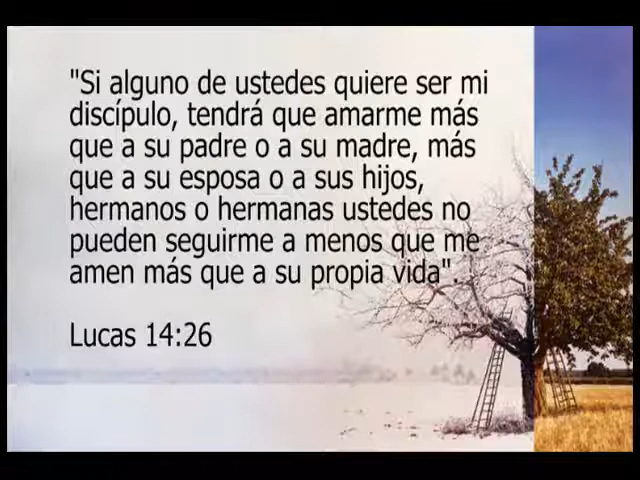 "Si alguno de ustedes quiere ser mi
discípulo, tendrá que amarme más
que a su padre o a su madre, más
que a su esposa o a sus hijos,
hermanos o hermanas ustedes no
pueden seguirme a menos que me
amen más que a su propia vida".
Lucas 14:26